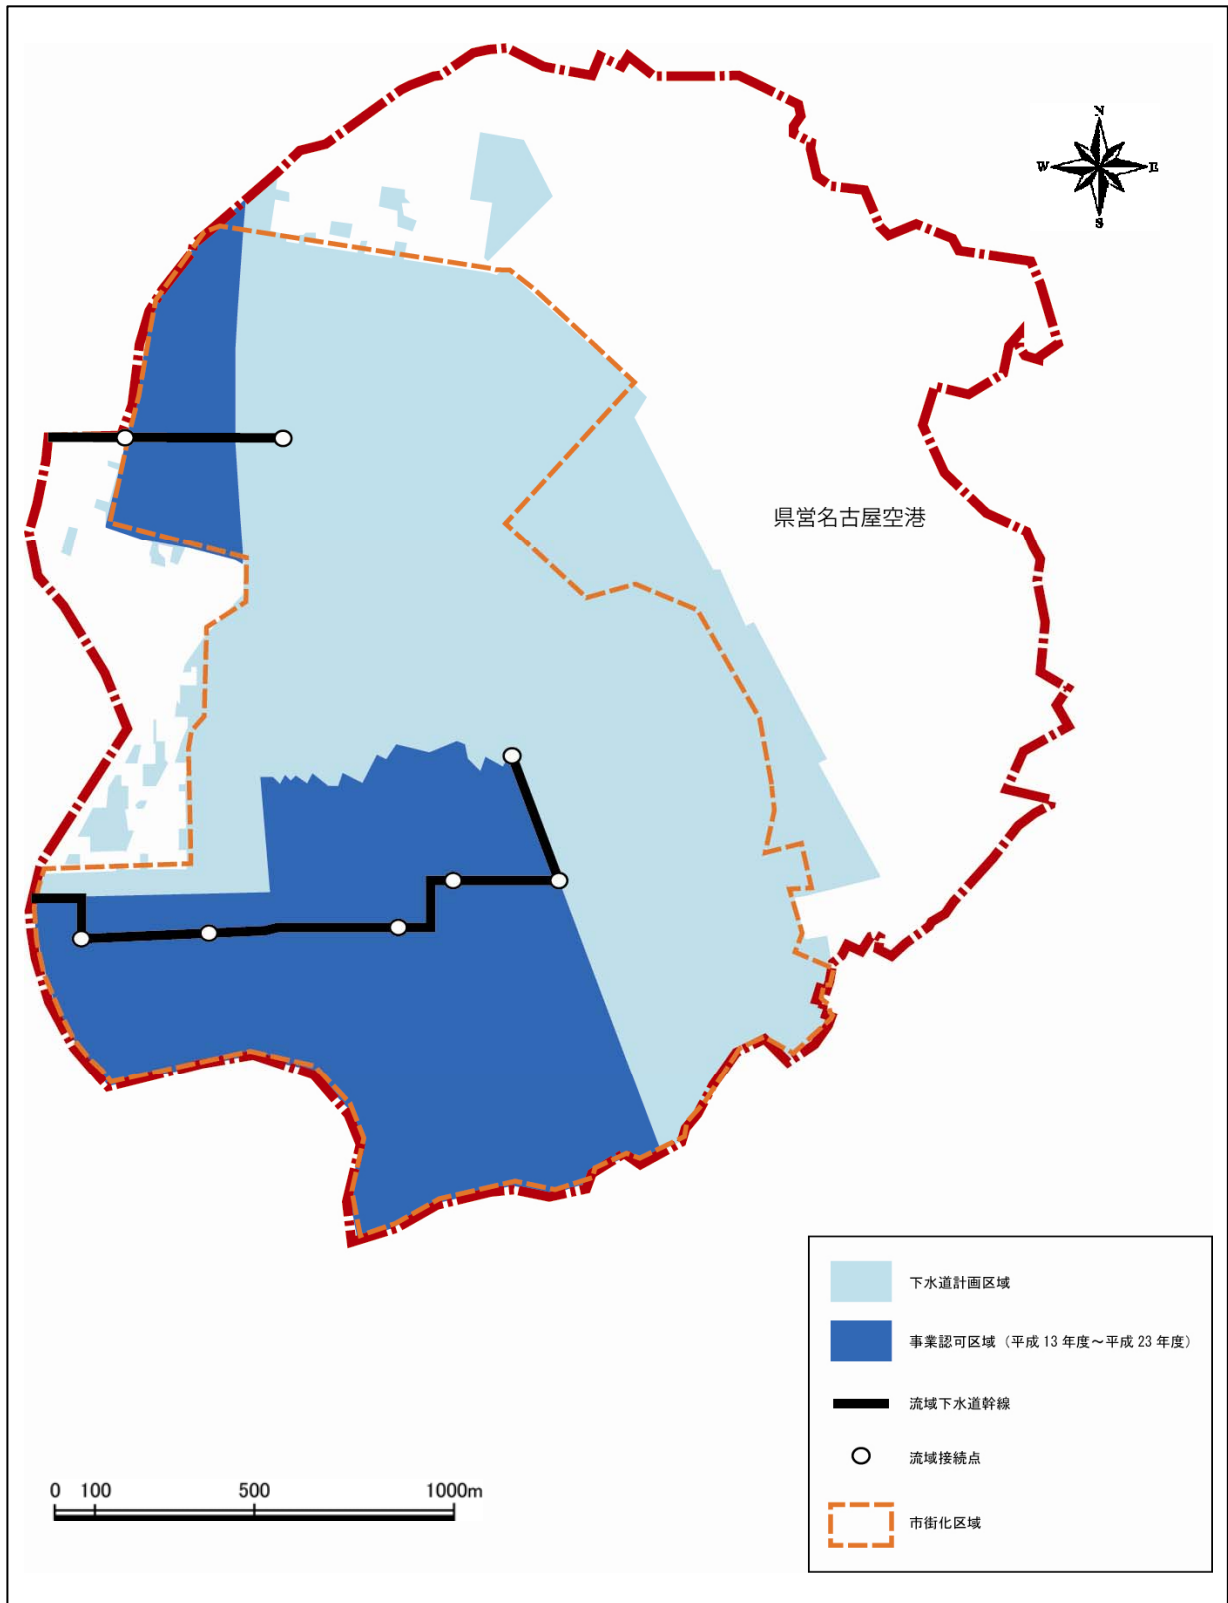 N
W E
S
県営名古屋空港
下水道計画区域
事業認可区域（平成 13 年度～平成 23 年度）
流域下水道幹線
流域接続点
市街化区域
0 100 500 1000m